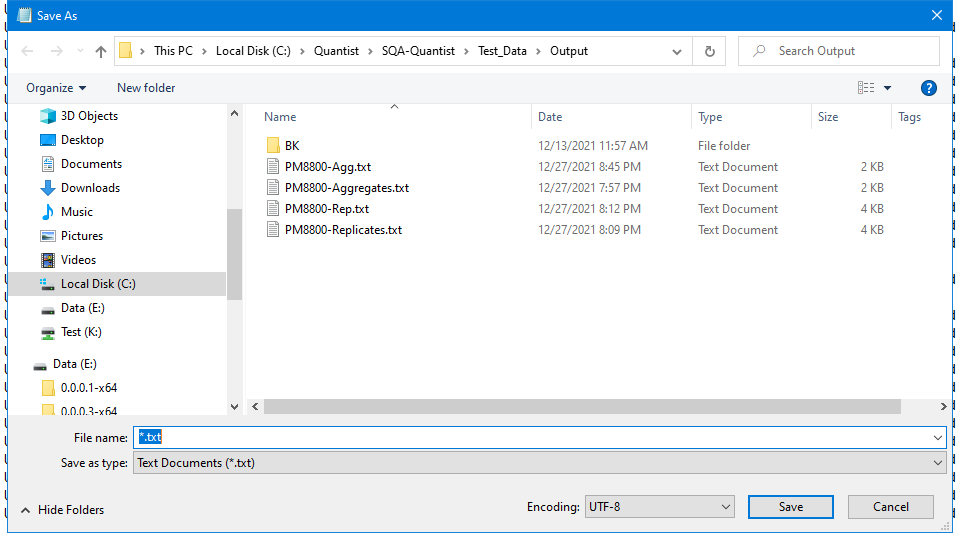 Save As
This PC > Local Disk (C:) > Quantist > SQA-Quantist > Test_Data > Output
Search Output
Organize New folder
3D Objects
Desktop
Documents
Downloads
Music
Pictures
Videos
Local Disk (C:)
Data (E:)
Test (K:)
Data (E:)
0.0.0.1-x64
0.0.0.3-x64
Name Date Type Size Tags
BK 12/13/2021 11:57 AM File folder
PM8800-Agg.txt 12/27/2021 8:45 PM Text Document 2 KB
PM8800-Aggregates.txt 12/27/2021 7:57 PM Text Document 2 KB
PM8800-Rep.txt 12/27/2021 8:12 PM Text Document 4 KB
PM8800-Replicates.txt 12/27/2021 8:09 PM Text Document 4 KB
File name: *.txt
Save as type: Text Documents (*.txt)
Hide Folders
Encoding: UTF-8 Save Cancel